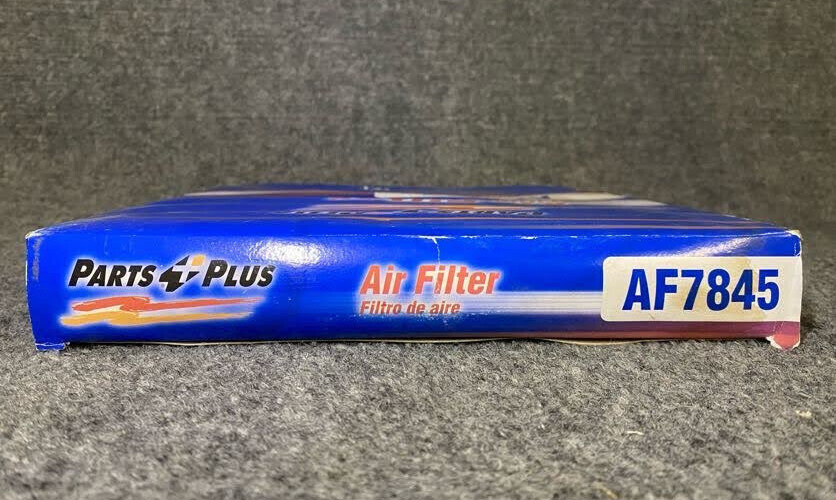 PARTS PLUS
Air Filter
Filtro de aire
AF7845